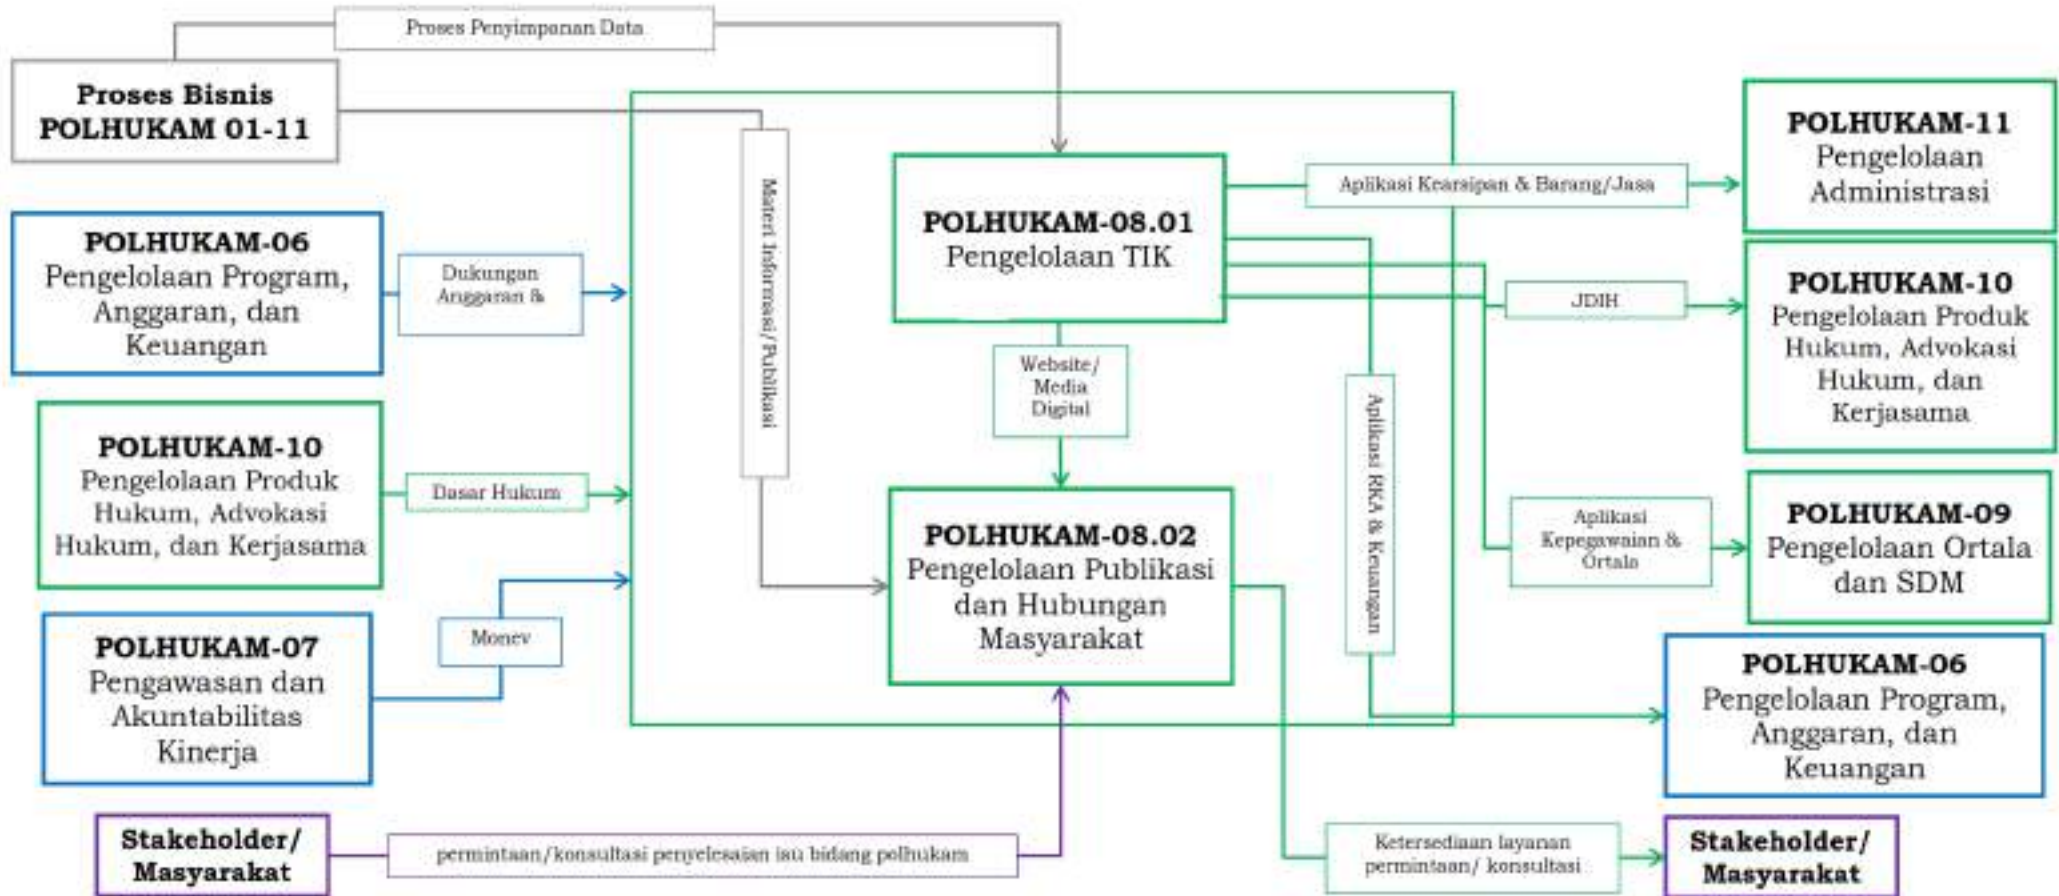 Proses Penyimpanan Data
Proses Bisnis
POLHUKAM 01-11
POLHUKAM-06
Pengelolaan Program,
Anggaran, dan
Keuangan
Dukungan
Anggaran &
POLHUKAM-10
Pengelolaan Produk
Hukum, Advokasi
Hukum, dan Kerjasama
Dasar Hukum
POLHUKAM-07
Pengawasan dan
Akuntabilitas
Kinerja
Monev
Stakeholder/
Masyarakat
permintaan/konsultasi penyelesaian isu bidang polhukam
Materi Informasi/Publikasi
POLHUKAM-08.01
Pengelolaan TIK
Website/
Media
Digital
POLHUKAM-08.02
Pengelolaan Publikasi
dan Hubungan
Masyarakat
Aplikasi Kearsipan & Barang/Jasa
JDIH
Aplikasi RKA & Keuangan
Aplikasi
Kepegawaian &
Ortala
Ketersediaan layanan
permintaan/ konsultasi
POLHUKAM-11
Pengelolaan
Administrasi
POLHUKAM-10
Pengelolaan Produk
Hukum, Advokasi
Hukum, dan
Kerjasama
POLHUKAM-09
Pengelolaan Ortala
dan SDM
POLHUKAM-06
Pengelolaan Program,
Anggaran, dan
Keuangan
Stakeholder/
Masyarakat